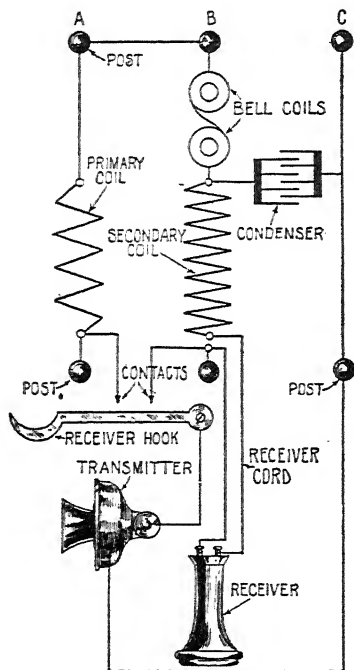 A B C
POST
BELL COILS
PRIMARY
COIL
SECONDARY
COIL
CONDENSER
POST
CONTACTS
POST
RECEIVER HOOK
RECEIVER
CORD
TRANSMITTER
RECEIVER